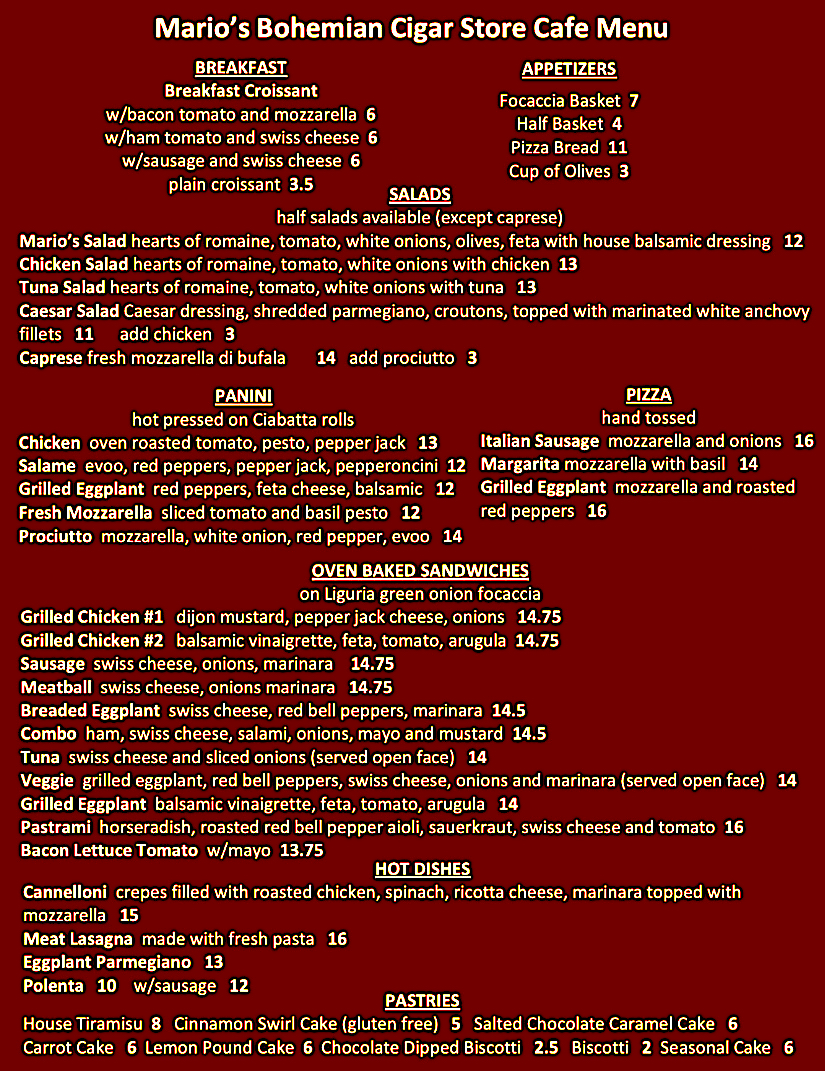 Mario's Bohemian Cigar Store Cafe Menu
BREAKFAST
Breakfast Croissant
w/bacon tomato and mozzarella 6
w/ham tomato and swiss cheese 6
w/sausage and swiss cheese 6
plain croissant 3.5
APPETIZERS
Focaccia Basket 7
Half Basket 4
Pizza Bread 11
Cup of Olives 3
SALADS
half salads available (except caprese)
Mario's Salad hearts of romaine, tomato, white onions, olives, feta with house balsamic dressing 12
Chicken Salad hearts of romaine, tomato, white onions with chicken 13
Tuna Salad hearts of romaine, tomato, white onions with tuna 13
Caesar Salad Caesar dressing, shredded parmegiano, croutons, topped with marinated white anchovy
fillets 11 add chicken 3
Caprese fresh mozzarella di bufala 14 add prociutto 3
PANINI
hot pressed on Ciabatta rolls
Chicken oven roasted tomato, pesto, pepper jack 13
Salame evoo, red peppers, pepper jack, pepperoncini 12
Grilled Eggplant red peppers, feta cheese, balsamic 12
Fresh Mozzarella sliced tomato and basil pesto 12
Prociutto mozzarella, white onion, red pepper, evoo 14
PIZZA
hand tossed
Italian Sausage mozzarella and onions 16
Margarita mozzarella with basil 14
Grilled Eggplant mozzarella and roasted
red peppers 16
OVEN BAKED SANDWICHES
on Liguria green onion focaccia
Grilled Chicken #1 dijon mustard, pepper jack cheese, onions 14.75
Grilled Chicken #2 balsamic vinaigrette, feta, tomato, arugula 14.75
Sausage swiss cheese, onions, marinara 14.75
Meatball swiss cheese, onions marinara 14.75
Breaded Eggplant swiss cheese, red bell peppers, marinara 14.5
Combo ham, swiss cheese, salami, onions, mayo and mustard 14.5
Tuna swiss cheese and sliced onions (served open face) 14
Veggie grilled eggplant, red bell peppers, swiss cheese, onions and marinara (served open face) 14
Grilled Eggplant balsamic vinaigrette, feta, tomato, arugula 14
Pastrami horseradish, roasted red bell pepper aioli, sauerkraut, swiss cheese and tomato 16
Bacon Lettuce Tomato w/mayo 13.75
HOT DISHES
Cannelloni crepes filled with roasted chicken, spinach, ricotta cheese, marinara topped with
mozzarella 15
Meat Lasagna made with fresh pasta 16
Eggplant Parmegiano 13
Polenta 10 w/sausage 12
PASTRIES
House Tiramisu 8 Cinnamon Swirl Cake (gluten free) 5 Salted Chocolate Caramel Cake 6
Carrot Cake 6 Lemon Pound Cake 6 Chocolate Dipped Biscotti 2.5 Biscotti 2 Seasonal Cake 6